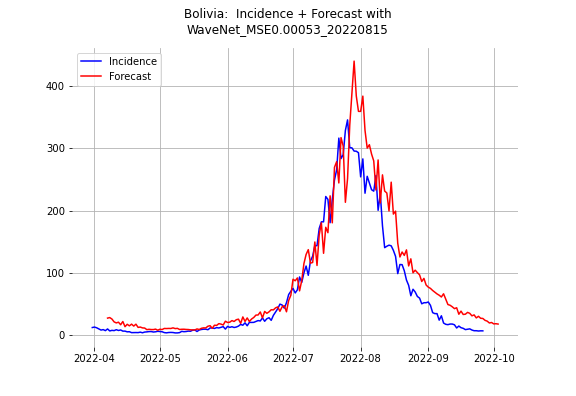 Bolivia:  Incidence + Forecast with
WaveNet_MSE0.00053_20220815
Incidence
Forecast
400
300
200
100
0
2022-04 2022-05 2022-06 2022-07 2022-08 2022-09 2022-10